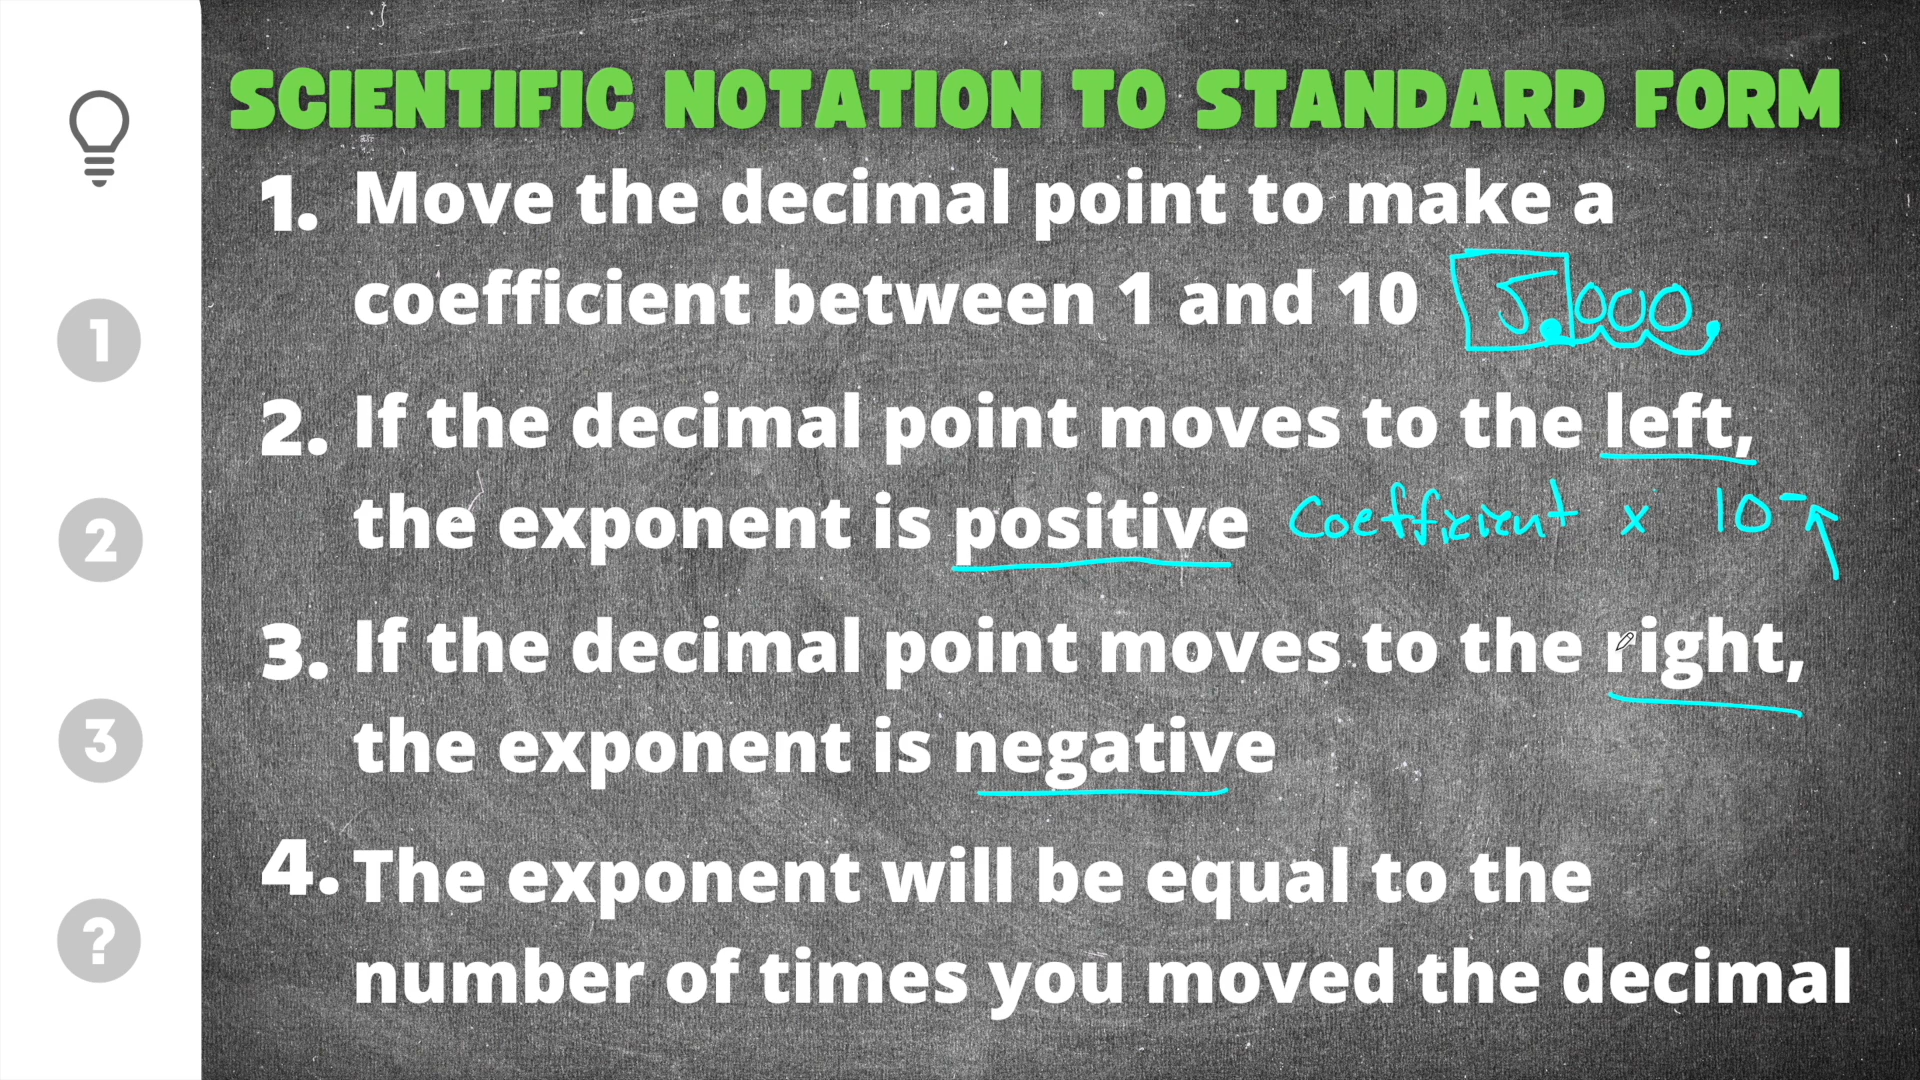 SCIENTIFIC NOTATION TO STANDARD FORM
1. Move the decimal point to make a
coefficient between 1 and 10 5.000.
2. If the decimal point moves to the left,
the exponent is positive Coefficient x 10⁻
3. If the decimal point moves to the right,
the exponent is negative
4. The exponent will be equal to the
number of times you moved the decimal
1
2
3
?